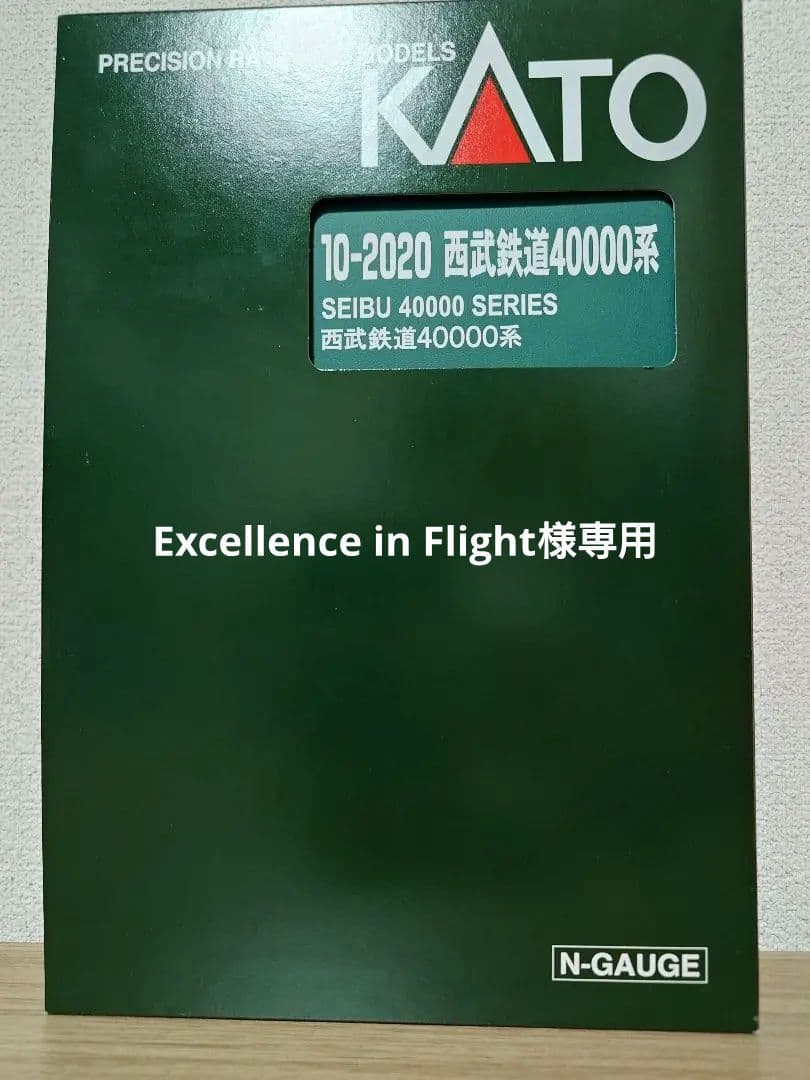 PRECISION RA MODELS
KATO
10-2020 西武鉄道40000系
SEIBU 40000 SERIES
西武鉄道40000系
Excellence in Flight様専用
N-GAUGE